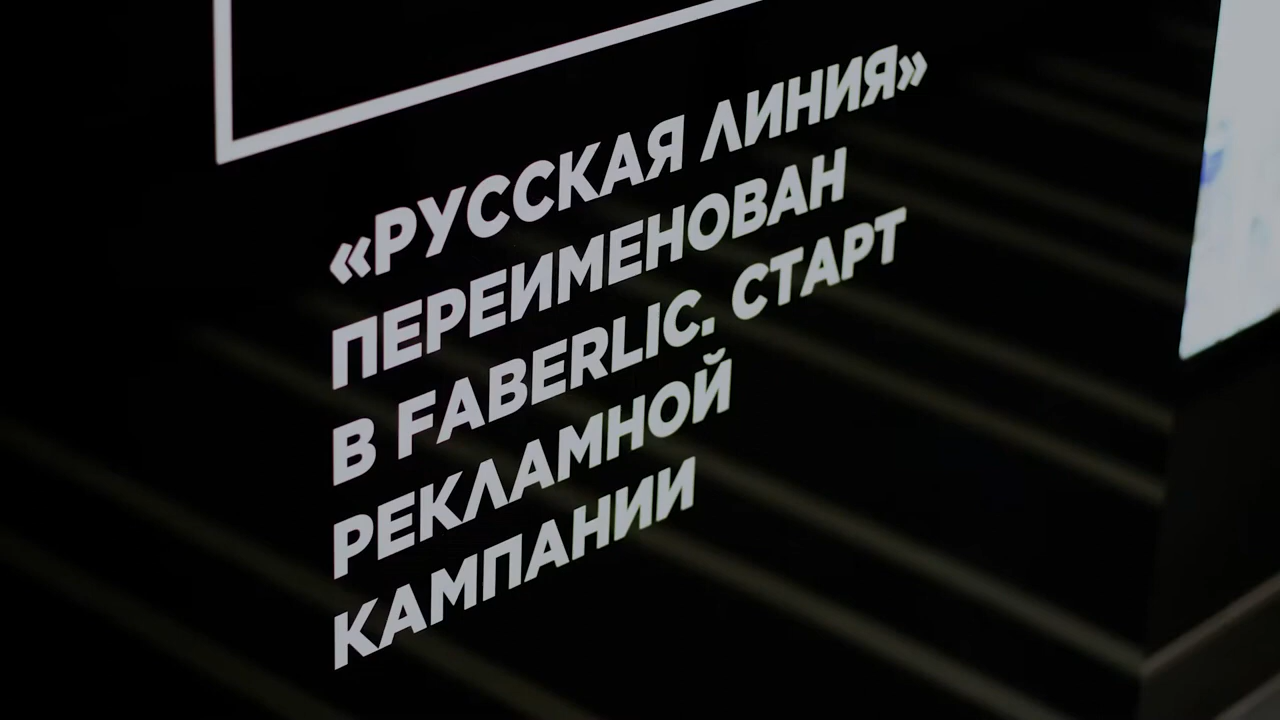 «РУССКАЯ ЛИНИЯ»
ПЕРЕИМЕНОВАН
В FABERLIC. СТАРТ
РЕКЛАМНОЙ
КАМПАНИИ